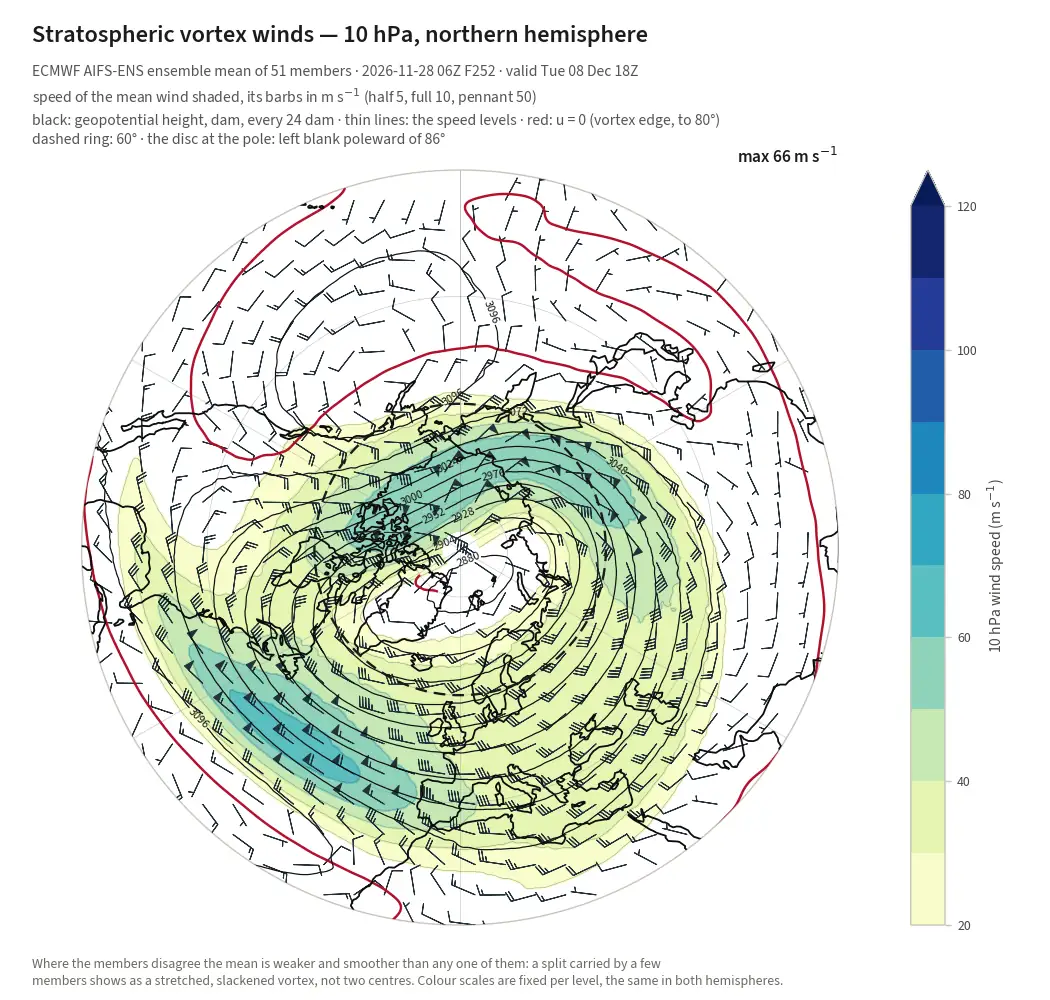 Stratospheric vortex winds — 10 hPa, northern hemisphere
ECMWF AIFS-ENS ensemble mean of 51 members · 2026-11-28 06Z F252 · valid Tue 08 Dec 18Z
speed of the mean wind shaded, its barbs in m s⁻¹ (half 5, full 10, pennant 50)
black: geopotential height, dam, every 24 dam · thin lines: the speed levels · red: u = 0 (vortex edge, to 80°)
dashed ring: 60° · the disc at the pole: left blank poleward of 86°
max 66 m s⁻¹
120
100
80
60
40
20
10 hPa wind speed (m s⁻¹)
3096
3096
3048
2976
3000
2952
2928
2880
3096
Where the members disagree the mean is weaker and smoother than any one of them: a split carried by a few
members shows as a stretched, slackened vortex, not two centres. Colour scales are fixed per level, the same in both hemispheres.